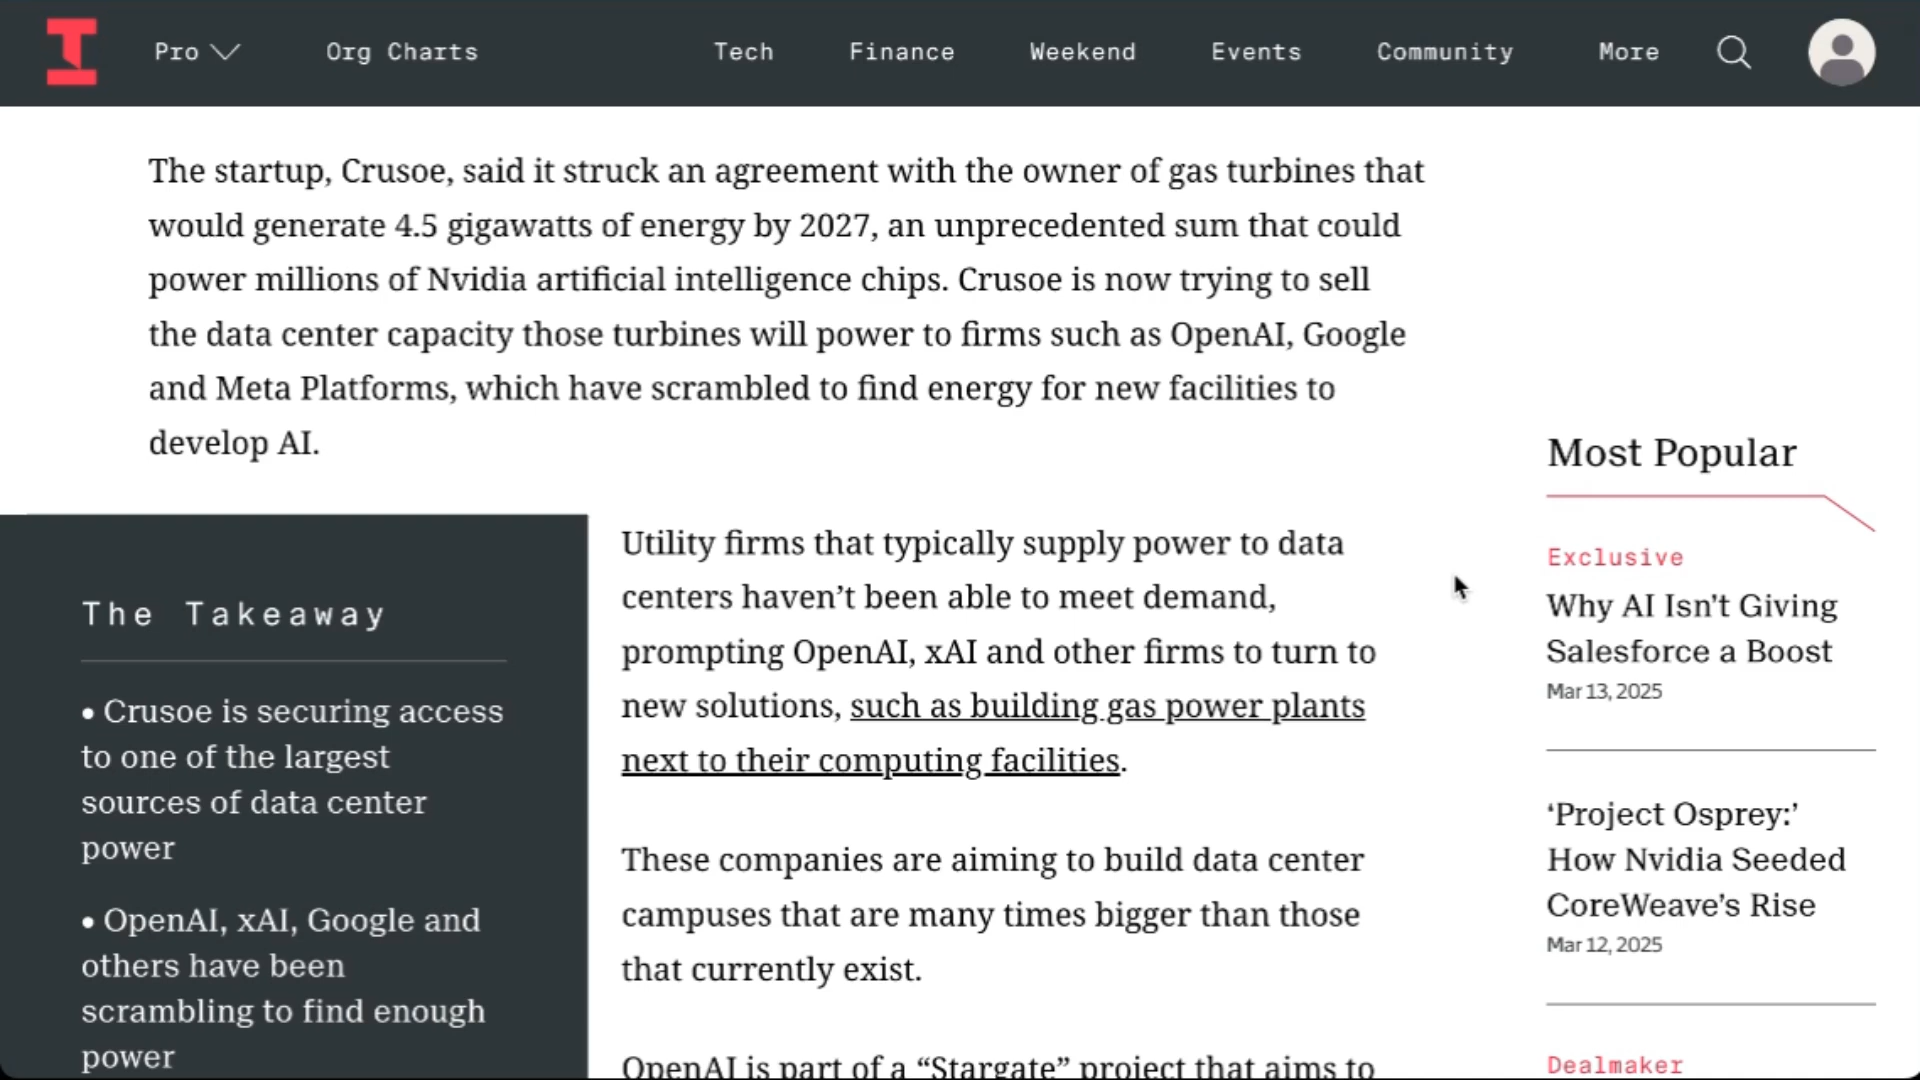 Pro
Org Charts
Tech
Finance
Weekend
Events
Community
More
The startup, Crusoe, said it struck an agreement with the owner of gas turbines that
would generate 4.5 gigawatts of energy by 2027, an unprecedented sum that could
power millions of Nvidia artificial intelligence chips. Crusoe is now trying to sell
the data center capacity those turbines will power to firms such as OpenAI, Google
and Meta Platforms, which have scrambled to find energy for new facilities to
develop AI.
The Takeaway
• Crusoe is securing access
to one of the largest
sources of data center
power
• OpenAI, xAI, Google and
others have been
scrambling to find enough
power
Utility firms that typically supply power to data
centers haven’t been able to meet demand,
prompting OpenAI, xAI and other firms to turn to
new solutions, such as building gas power plants
next to their computing facilities.
These companies are aiming to build data center
campuses that are many times bigger than those
that currently exist.
OpenAI is part of a “Stargate” project that aims to
Most Popular
Exclusive
Why AI Isn’t Giving
Salesforce a Boost
Mar 13, 2025
‘Project Osprey:’
How Nvidia Seeded
CoreWeave’s Rise
Mar 12, 2025
Dealmaker